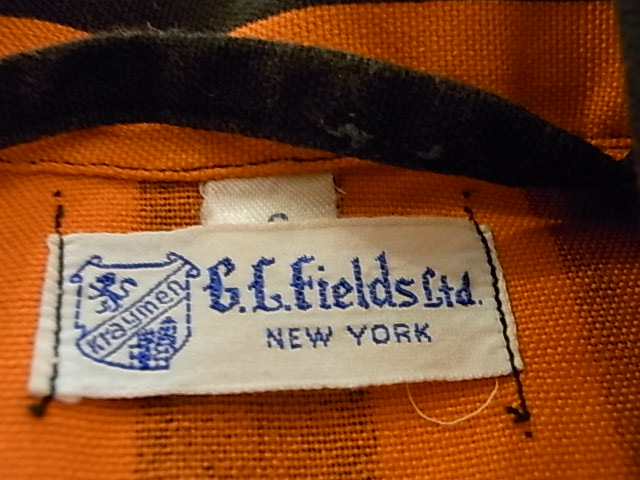 Kraymen
G.L.Fields Ltd.
NEW YORK